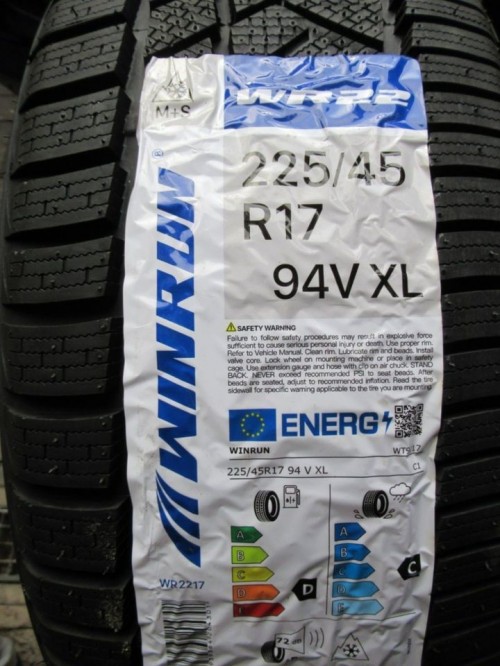 M+S
WR22
WINRUN
225/45
R17
94V XL
SAFETY WARNING
Failure to follow safety procedures may result in explosive force
sufficient to cause serious personal injury or death. Use proper rim.
Refer to Vehicle Manual. Clean rim. Lubricate rim and beads. Install
valve core. Lock wheel on mounting machine or place in safety
cage. Use extension gauge and hose with clip on air chuck. STAND
BACK. NEVER exceed recommended PSI to seat beads. After
beads are seated, adjust to recommended inflation. Read the tire
sidewall for specific warning applicable to the tire you are mounting.
ENERG
WINRUN
225/45R17 94 V XL
C1
A
B
C
D
E
D
A
B
C
D
E
C
WR2217
72 dB